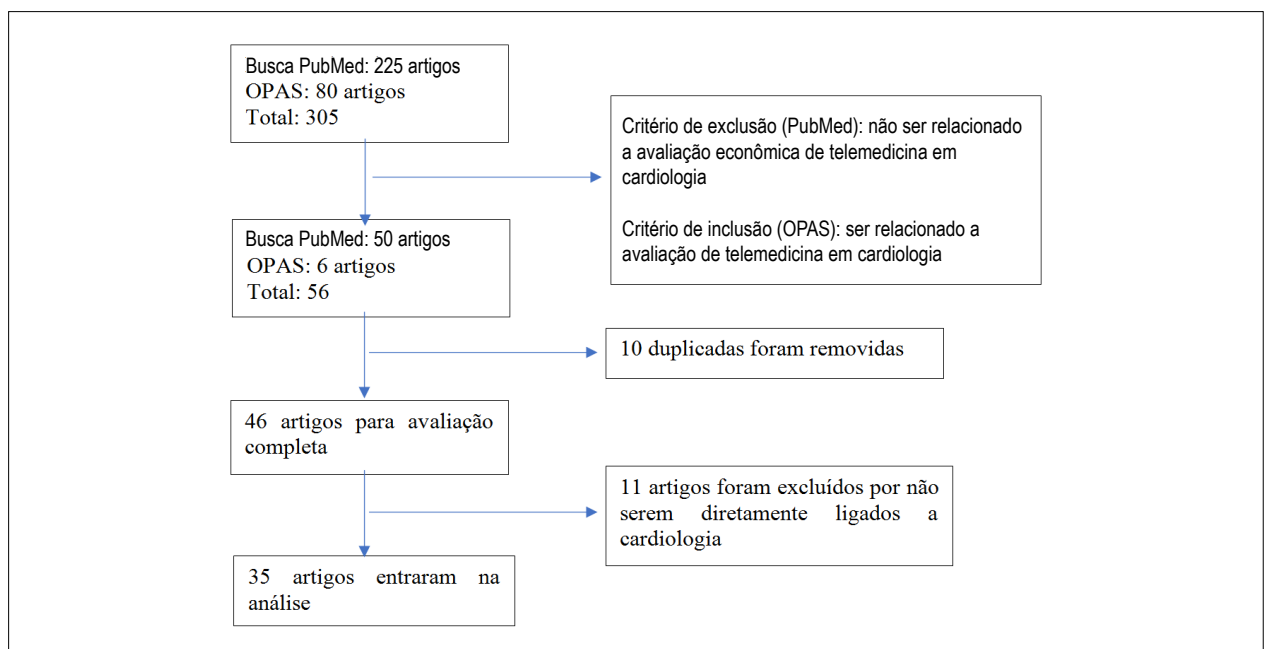 Busca PubMed: 225 artigos
OPAS: 80 artigos
Total: 305
Critério de exclusão (PubMed): não ser relacionado
a avaliação econômica de telemedicina em
cardiologia
Critério de inclusão (OPAS): ser relacionado a
avaliação de telemedicina em cardiologia
Busca PubMed: 50 artigos
OPAS: 6 artigos
Total: 56
10 duplicadas foram removidas
46 artigos para avaliação
completa
11 artigos foram excluídos por não
serem diretamente ligados a
cardiologia
35 artigos entraram na
análise